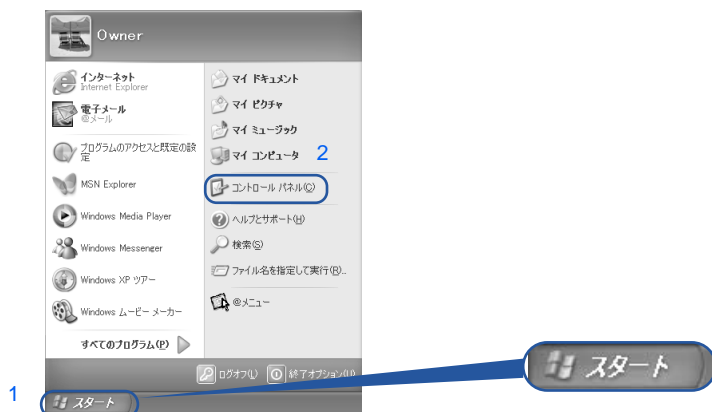 Owner
インターネット
Internet Explorer
電子メール
@メール
プログラムのアクセスと既定の設
定
MSN Explorer
Windows Media Player
Windows Messenger
Windows XP ツアー
Windows ムービー メーカー
すべてのプログラム(P)
マイ ドキュメント
マイ ピクチャ
マイ ミュージック
マイ コンピュータ
2
コントロール パネル(C)
ヘルプとサポート(H)
検索(S)
ファイル名を指定して実行(R)...
@メニュー
ログオフ(L)
終了オプション(U)
1
スタート
スタート